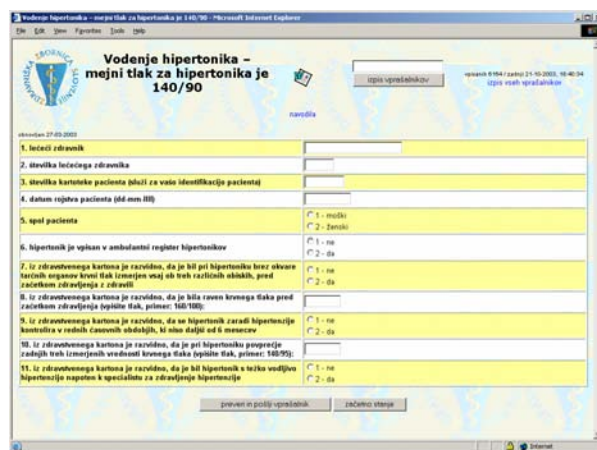 Vodenje hipertonika – mejni tlak za hipertonika je 140/90 - Microsoft Internet Explorer
File Edit View Favorites Tools Help
ZDRAVNIŠKA ZBORNICA SLOVENIJE
Vodenje hipertonika –
mejni tlak za hipertonika je
140/90
izpis vprašalnikov
izpis vseh vprašalnikov
navodila
obnovljen 27-03-2003
1. lečeči zdravnik
2. številka lečečega zdravnika
3. številka kartoteke pacienta (služi za vašo identifikacijo pacienta)
4. datum rojstva pacienta (dd-mm-llll)
5. spol pacienta
1 - moški
2 - ženski
6. hipertonik je vpisan v ambulantni register hipertonikov
1 - ne
2 - da
7. iz zdravstvenega kartona je razvidno, da je bil pri hipertoniku brez okvare
tarčnih organov krvni tlak izmerjen vsaj ob treh različnih obiskih, pred
začetkom zdravljenja z zdravili
1 - ne
2 - da
8. iz zdravstvenega kartona je razvidno, da je bila raven krvnega tlaka pred
začetkom zdravljenja (vpišite tlak, primer: 160/100):
9. iz zdravstvenega kartona je razvidno, da se hipertonik zaradi hipertenzije
kontrolira v rednih časovnih obdobjih, ki niso daljši od 6 mesecev
1 - ne
2 - da
10. iz zdravstvenega kartona je razvidno, da je pri hipertoniku povprečje
zadnjih treh izmerjenih vrednosti krvnega tlaka (vpišite tlak, primer: 140/95):
11. iz zdravstvenega kartona je razvidno, da je bil hipertonik s težko vodljivo
hipertenzijo napoten k specialistu za zdravljenje hipertenzije
1 - ne
2 - da
preveri in pošlji vprašalnik
začetno stanje
Internet